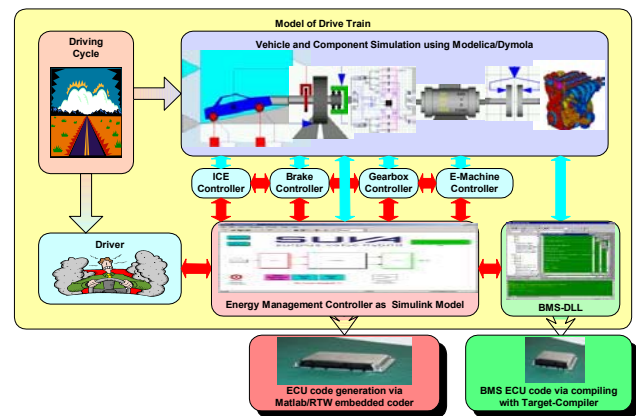 Model of Drive Train
Driving
Cycle
Vehicle and Component Simulation using Modelica/Dymola
ICE
Controller
Brake
Controller
Gearbox
Controller
E-Machine
Controller
Driver
SUVA
Energy Management Controller as Simulink Model
BMS-DLL
ECU code generation via
Matlab/RTW embedded coder
BMS ECU code via compiling
with Target-Compiler